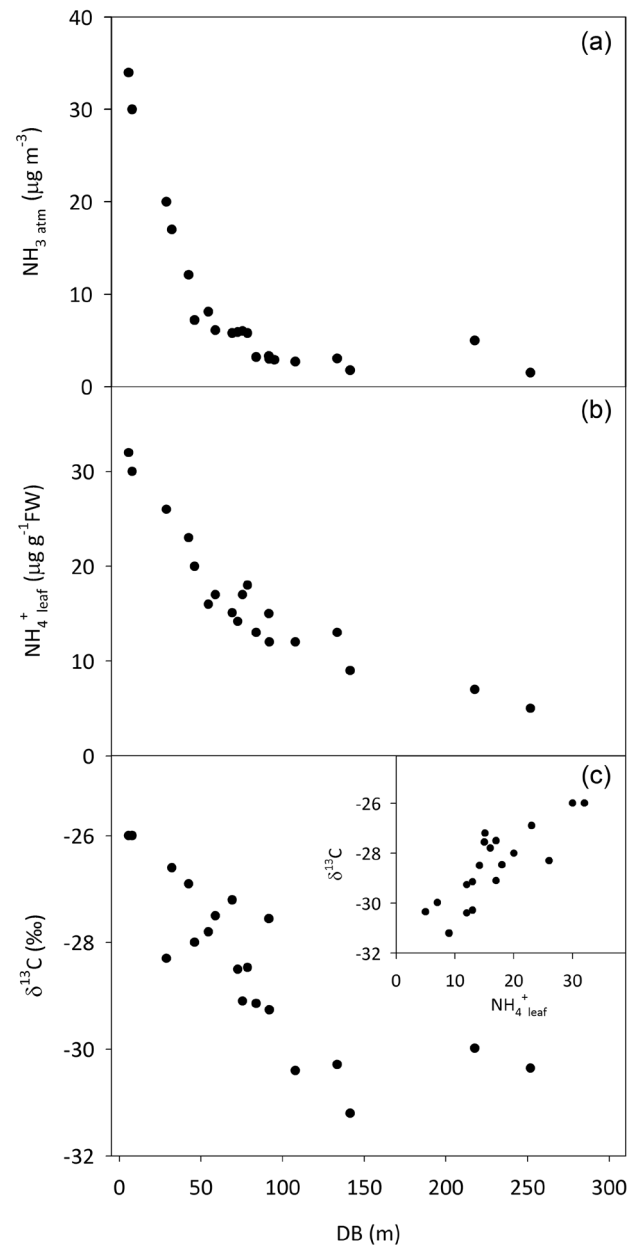 (a)
40
30
20
10
0
NH3 atm (μg m-3)
(b)
30
20
10
0
NH4+ leaf (μg g-1FW)
(c)
-26
-28
-30
-32
δ13C (‰)
-26
-28
-30
-32
δ13C
0 10 20 30
NH4+ leaf
0 50 100 150 200 250 300
DB (m)